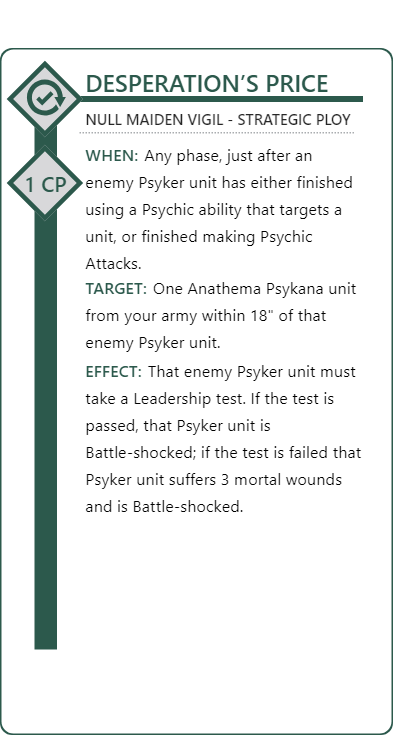 DESPERATION'S PRICE
NULL MAIDEN VIGIL - STRATEGIC PLOY
1 CP
WHEN: Any phase, just after an
enemy Psyker unit has either finished
using a Psychic ability that targets a
unit, or finished making Psychic
Attacks.
TARGET: One Anathema Psykana unit
from your army within 18" of that
enemy Psyker unit.
EFFECT: That enemy Psyker unit must
take a Leadership test. If the test is
passed, that Psyker unit is
Battle-shocked; if the test is failed that
Psyker unit suffers 3 mortal wounds
and is Battle-shocked.